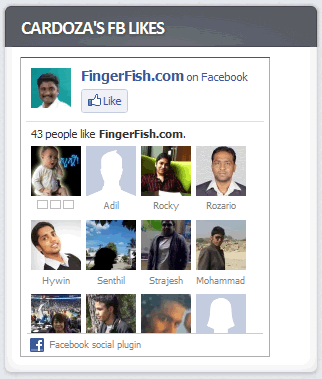 CARDOZA'S FB LIKES
FingerFish.com on Facebook
Like
43 people like FingerFish.com.
Adil Rocky Rozario
Hywin Senthil Strajesh Mohammad
Facebook social plugin